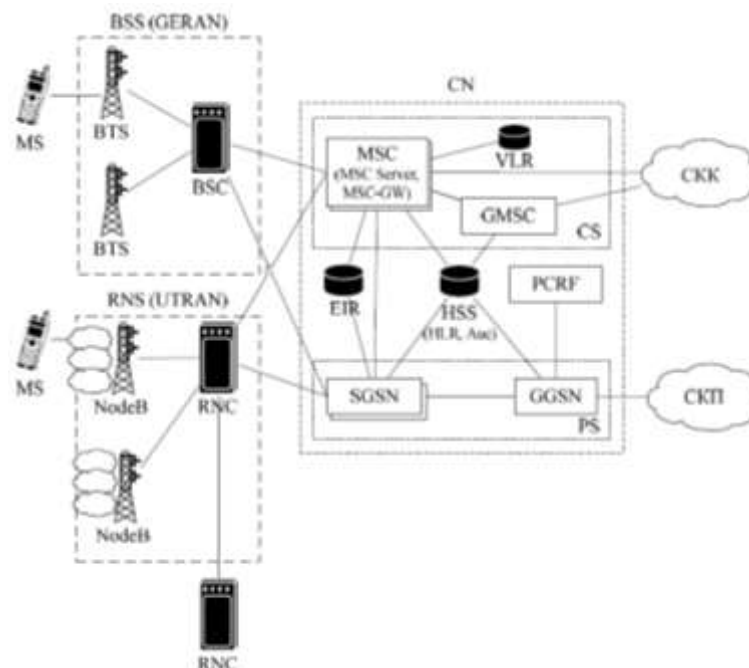 BSS (GERAN)
MS
BTS
BTS
BSC
CN
MSC
(MSC Server,
MSC-GW)
VLR
GMSC
CS
СКК
EIR
HSS
(HLR, Auc)
PCRF
RNS (UTRAN)
MS
NodeB
RNC
NodeB
SGSN
GGSN
PS
СКП
RNC